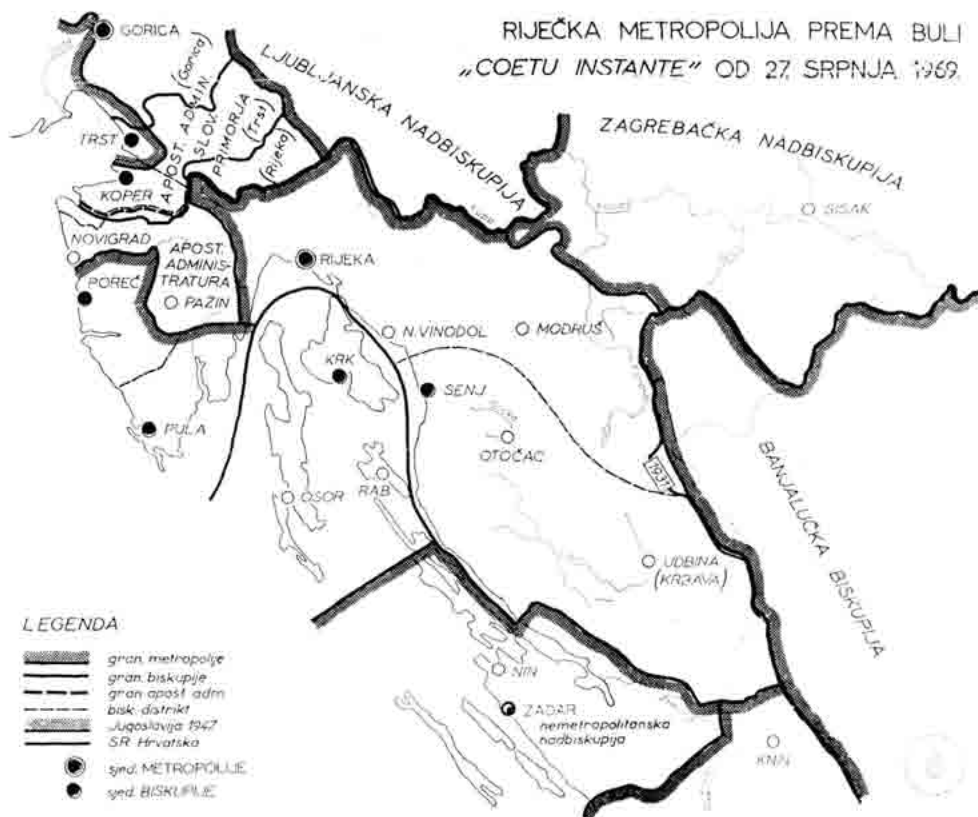 RIJEČKA METROPOLIJA PREMA BULI
„COETU INSTANTE" OD 27. SRPNJA 1969.
GORICA
(Gorica)
LJUBLJANSKA NADBISKUPIJA
ZAGREBAČKA NADBISKUPIJA
APOST. ADMIN.
SLOV.
PRIMORJA
(Trst)
(Rijeka)
TRST
KOPER
SISAK
NOVIGRAD
APOST.
ADMINIS-
TRATURA
RIJEKA
POREČ
PAZIN
N. VINODOL
MODRUŠ
KRK
SENJ
PULA
OTOČAC
1931
OSOR
RAB
BANJALUČKA
BISKUPIJA
UDBINA
(KRBAVA)
NIN
ZADAR
nemetropolitanska
nadbiskupija
KNIN
LEGENDA
gran. metropolije
gran. biskupije
gran. apost. adm.
bisk. distrikt
Jugoslavija 1947
SR Hrvatska
sjed. METROPOLIJE
sjed. BISKUPIJE